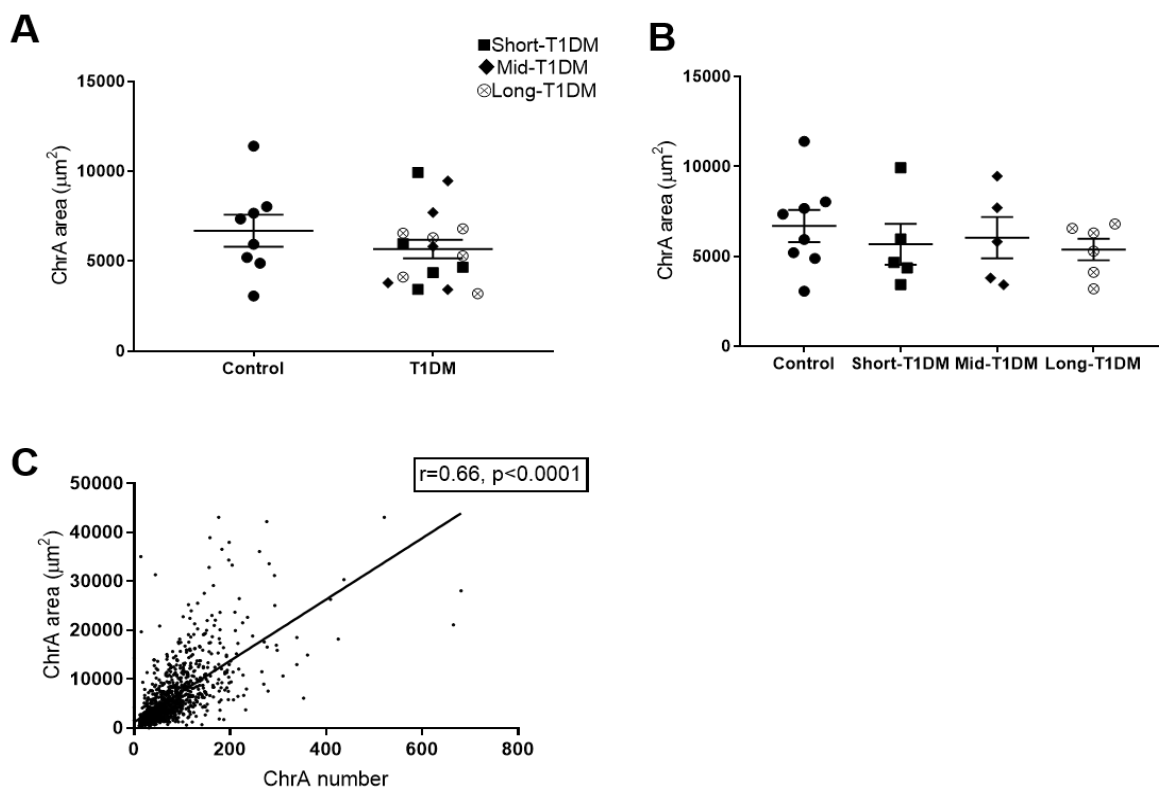 A
■Short-T1DM
◆Mid-T1DM
⊗Long-T1DM
ChrA area (μm²)
15000
10000
5000
0
Control T1DM
B
ChrA area (μm²)
15000
10000
5000
0
Control Short-T1DM Mid-T1DM Long-T1DM
C
r=0.66, p<0.0001
ChrA area (μm²)
50000
40000
30000
20000
10000
0
0 200 400 600 800
ChrA number